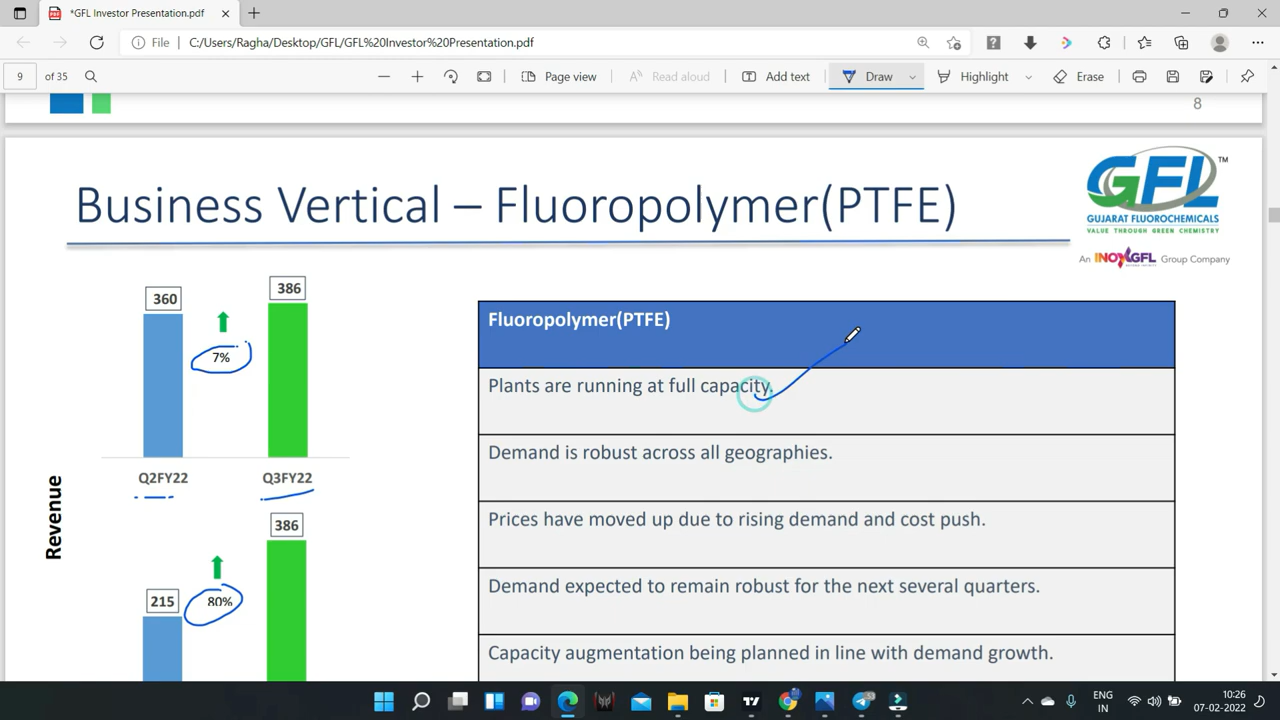 *GFL Investor Presentation.pdf
File C:/Users/Ragha/Desktop/GFL/GFL%20Investor%20Presentation.pdf
9 of 35 Page view Read aloud Add text Draw Highlight Erase
8
Business Vertical – Fluoropolymer(PTFE)
GFL ™
GUJARAT FLUOROCHEMICALS
VALUE THROUGH GREEN CHEMISTRY
An INOXGFL Group Company
360
386
7%
Q2FY22 Q3FY22
Revenue
386
215
80%
Fluoropolymer(PTFE)
Plants are running at full capacity.
Demand is robust across all geographies.
Prices have moved up due to rising demand and cost push.
Demand expected to remain robust for the next several quarters.
Capacity augmentation being planned in line with demand growth.
ENG
IN
10:26
07-02-2022